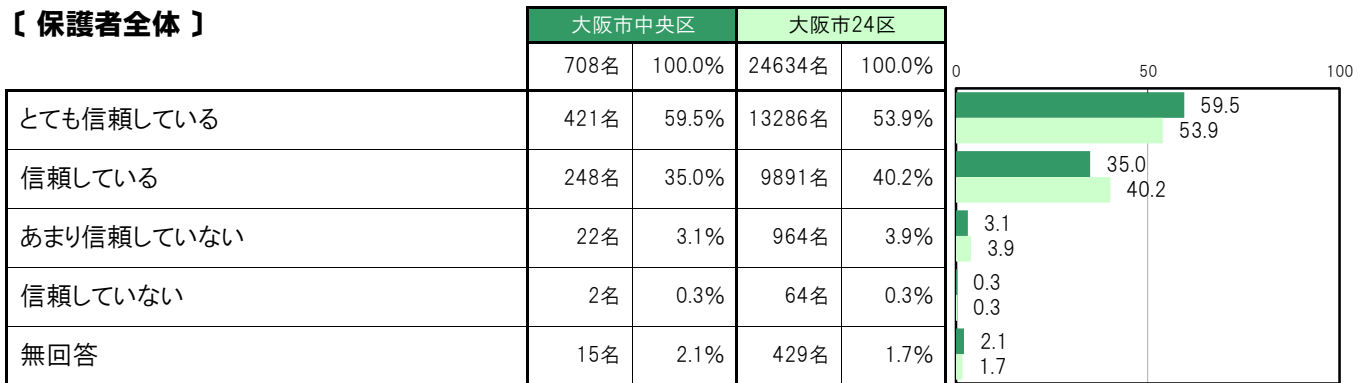 〔 保護者全体 〕
大阪市中央区 大阪市24区
708名 100.0% 24634名 100.0%
0 50 100
とても信頼している 421名 59.5% 13286名 53.9%
59.5
53.9
信頼している 248名 35.0% 9891名 40.2%
35.0
40.2
あまり信頼していない 22名 3.1% 964名 3.9%
3.1
3.9
信頼していない 2名 0.3% 64名 0.3%
0.3
0.3
無回答 15名 2.1% 429名 1.7%
2.1
1.7